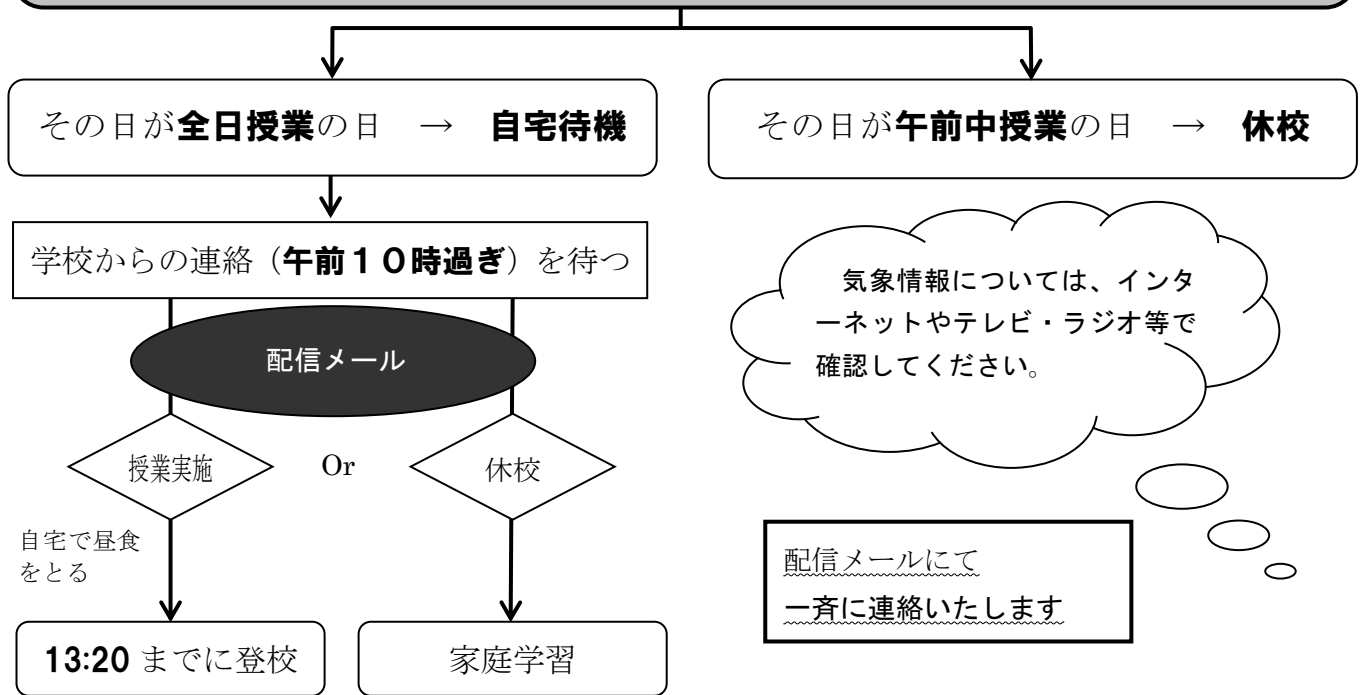 その日が全日授業の日　→　自宅待機
その日が午前中授業の日　→　休校
学校からの連絡（午前１０時過ぎ）を待つ
配信メール
授業実施
Or
休校
自宅で昼食
をとる
13:20 までに登校
家庭学習
気象情報については、インタ
ーネットやテレビ・ラジオ等で
確認してください。
配信メールにて
一斉に連絡いたします